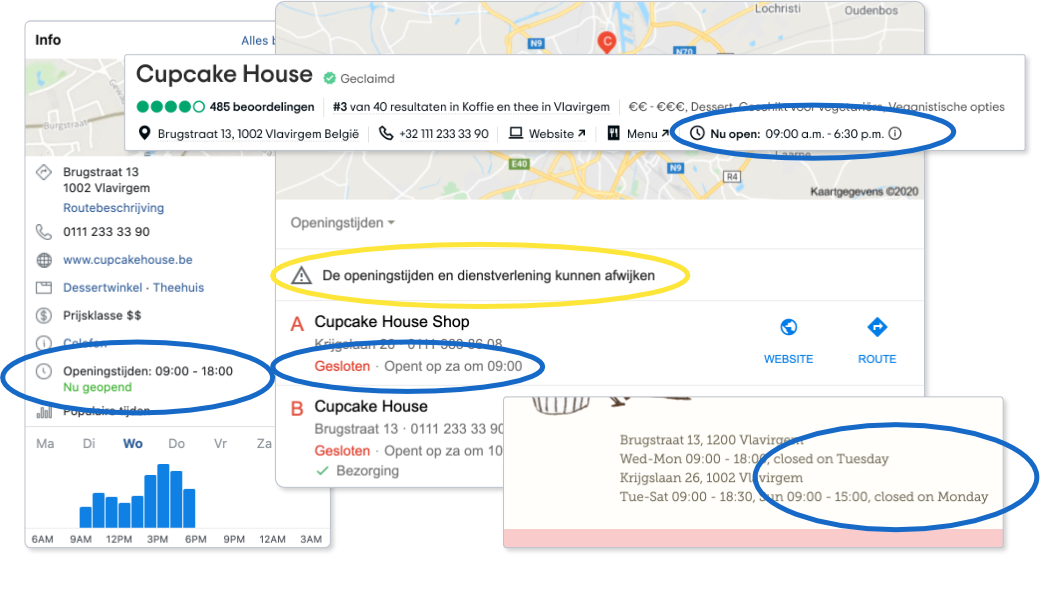 Info
Alles
Burgstraat
Brugstraat 13
1002 Vlavirgem
Routebeschrijving
0111 233 33 90
www.cupcakehouse.be
Dessertwinkel · Theehuis
Prijsklasse $$
Openingstijden: 09:00 - 18:00
Nu geopend
Populaire tijden
Ma Di Wo Do Vr Za
6AM 9AM 12PM 3PM 6PM 9PM 12AM 3AM
Lochristi
Oudenbos
N9
C
N70
Cupcake House
Geclaimd
485 beoordelingen
#3 van 40 resultaten in Koffie en thee in Vlavirgem
€€ - €€€, Dessert, Geschikt voor vegetariërs, Veganistische opties
Brugstraat 13, 1002 Vlavirgem België
+32 111 233 33 90
Website
Menu
Nu open: 09:00 a.m. - 6:30 p.m.
Laarne
E40
N9
R4
Kaartgegevens ©2020
Openingstijden
De openingstijden en dienstverlening kunnen afwijken
A Cupcake House Shop
Krijgslaan 26 · 0111
Gesloten · Opent op za om 09:00
WEBSITE
ROUTE
B Cupcake House
Brugstraat 13 · 0111 233 33 90
Gesloten · Opent op za om 10
Bezorging
Brugstraat 13, 1200 Vlavirgem
Wed-Mon 09:00 - 18:00, closed on Tuesday
Krijgslaan 26, 1002 Vlavirgem
Tue-Sat 09:00 - 18:30, Sun 09:00 - 15:00, closed on Monday